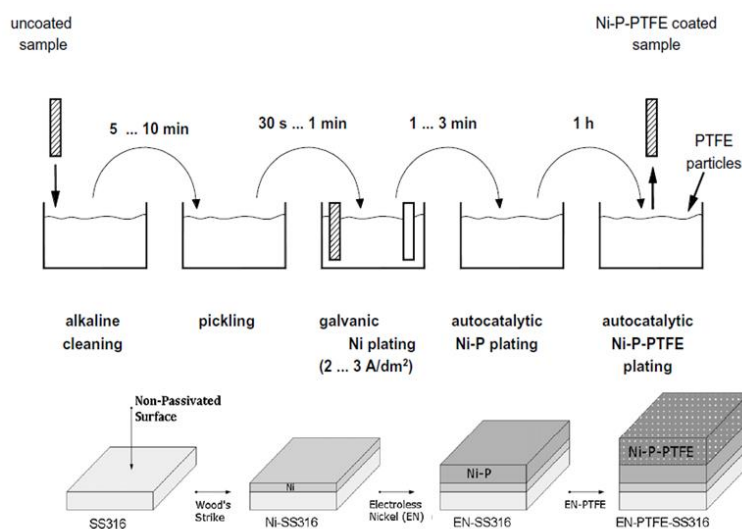 uncoated
sample
Ni-P-PTFE coated
sample
5 ... 10 min
30 s ... 1 min
1 ... 3 min
1 h
PTFE
particles
alkaline
cleaning
pickling
galvanic
Ni plating
(2 ... 3 A/dm²)
autocatalytic
Ni-P plating
autocatalytic
Ni-P-PTFE
plating
Non-Passivated
Surface
Ni
Ni-P
Ni-P-PTFE
SS316
Wood's
Strike
Ni-SS316
Electroless
Nickel (EN)
EN-SS316
EN-PTFE
EN-PTFE-SS316